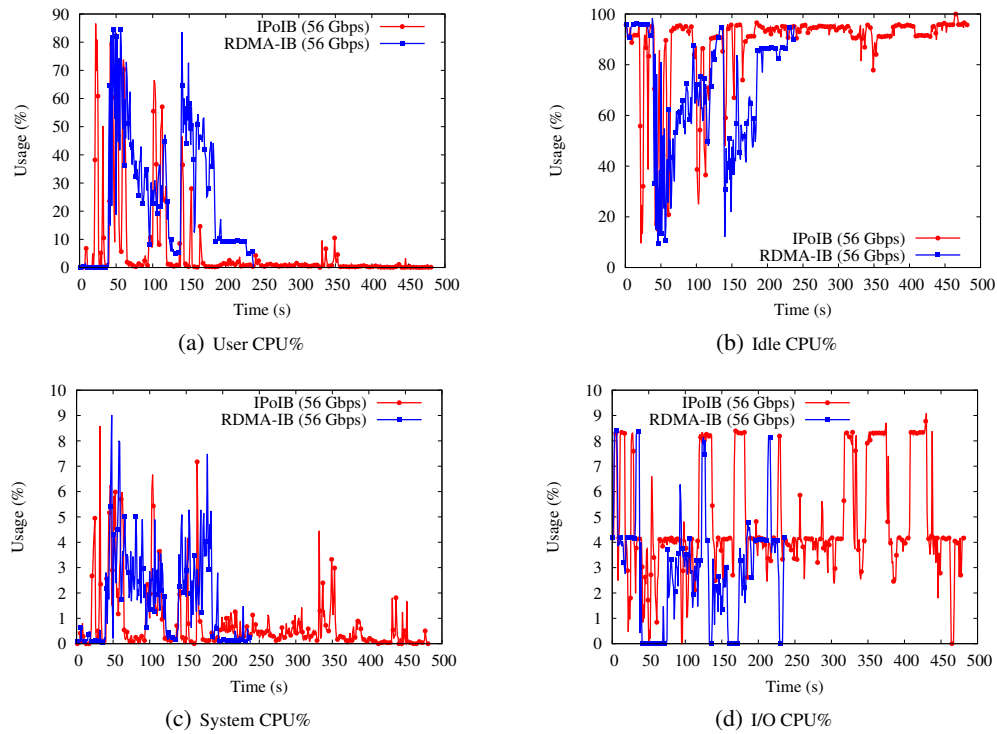 90
80
70
60
50
40
30
20
10
0
Usage (%)
IPoIB (56 Gbps)
RDMA-IB (56 Gbps)
0 50 100 150 200 250 300 350 400 450 500
Time (s)
(a) User CPU%
100
80
60
40
20
0
Usage (%)
IPoIB (56 Gbps)
RDMA-IB (56 Gbps)
0 50 100 150 200 250 300 350 400 450 500
Time (s)
(b) Idle CPU%
10
9
8
7
6
5
4
3
2
1
0
Usage (%)
IPoIB (56 Gbps)
RDMA-IB (56 Gbps)
0 50 100 150 200 250 300 350 400 450 500
Time (s)
(c) System CPU%
10
9
8
7
6
5
4
3
2
1
0
Usage (%)
IPoIB (56 Gbps)
RDMA-IB (56 Gbps)
0 50 100 150 200 250 300 350 400 450 500
Time (s)
(d) I/O CPU%